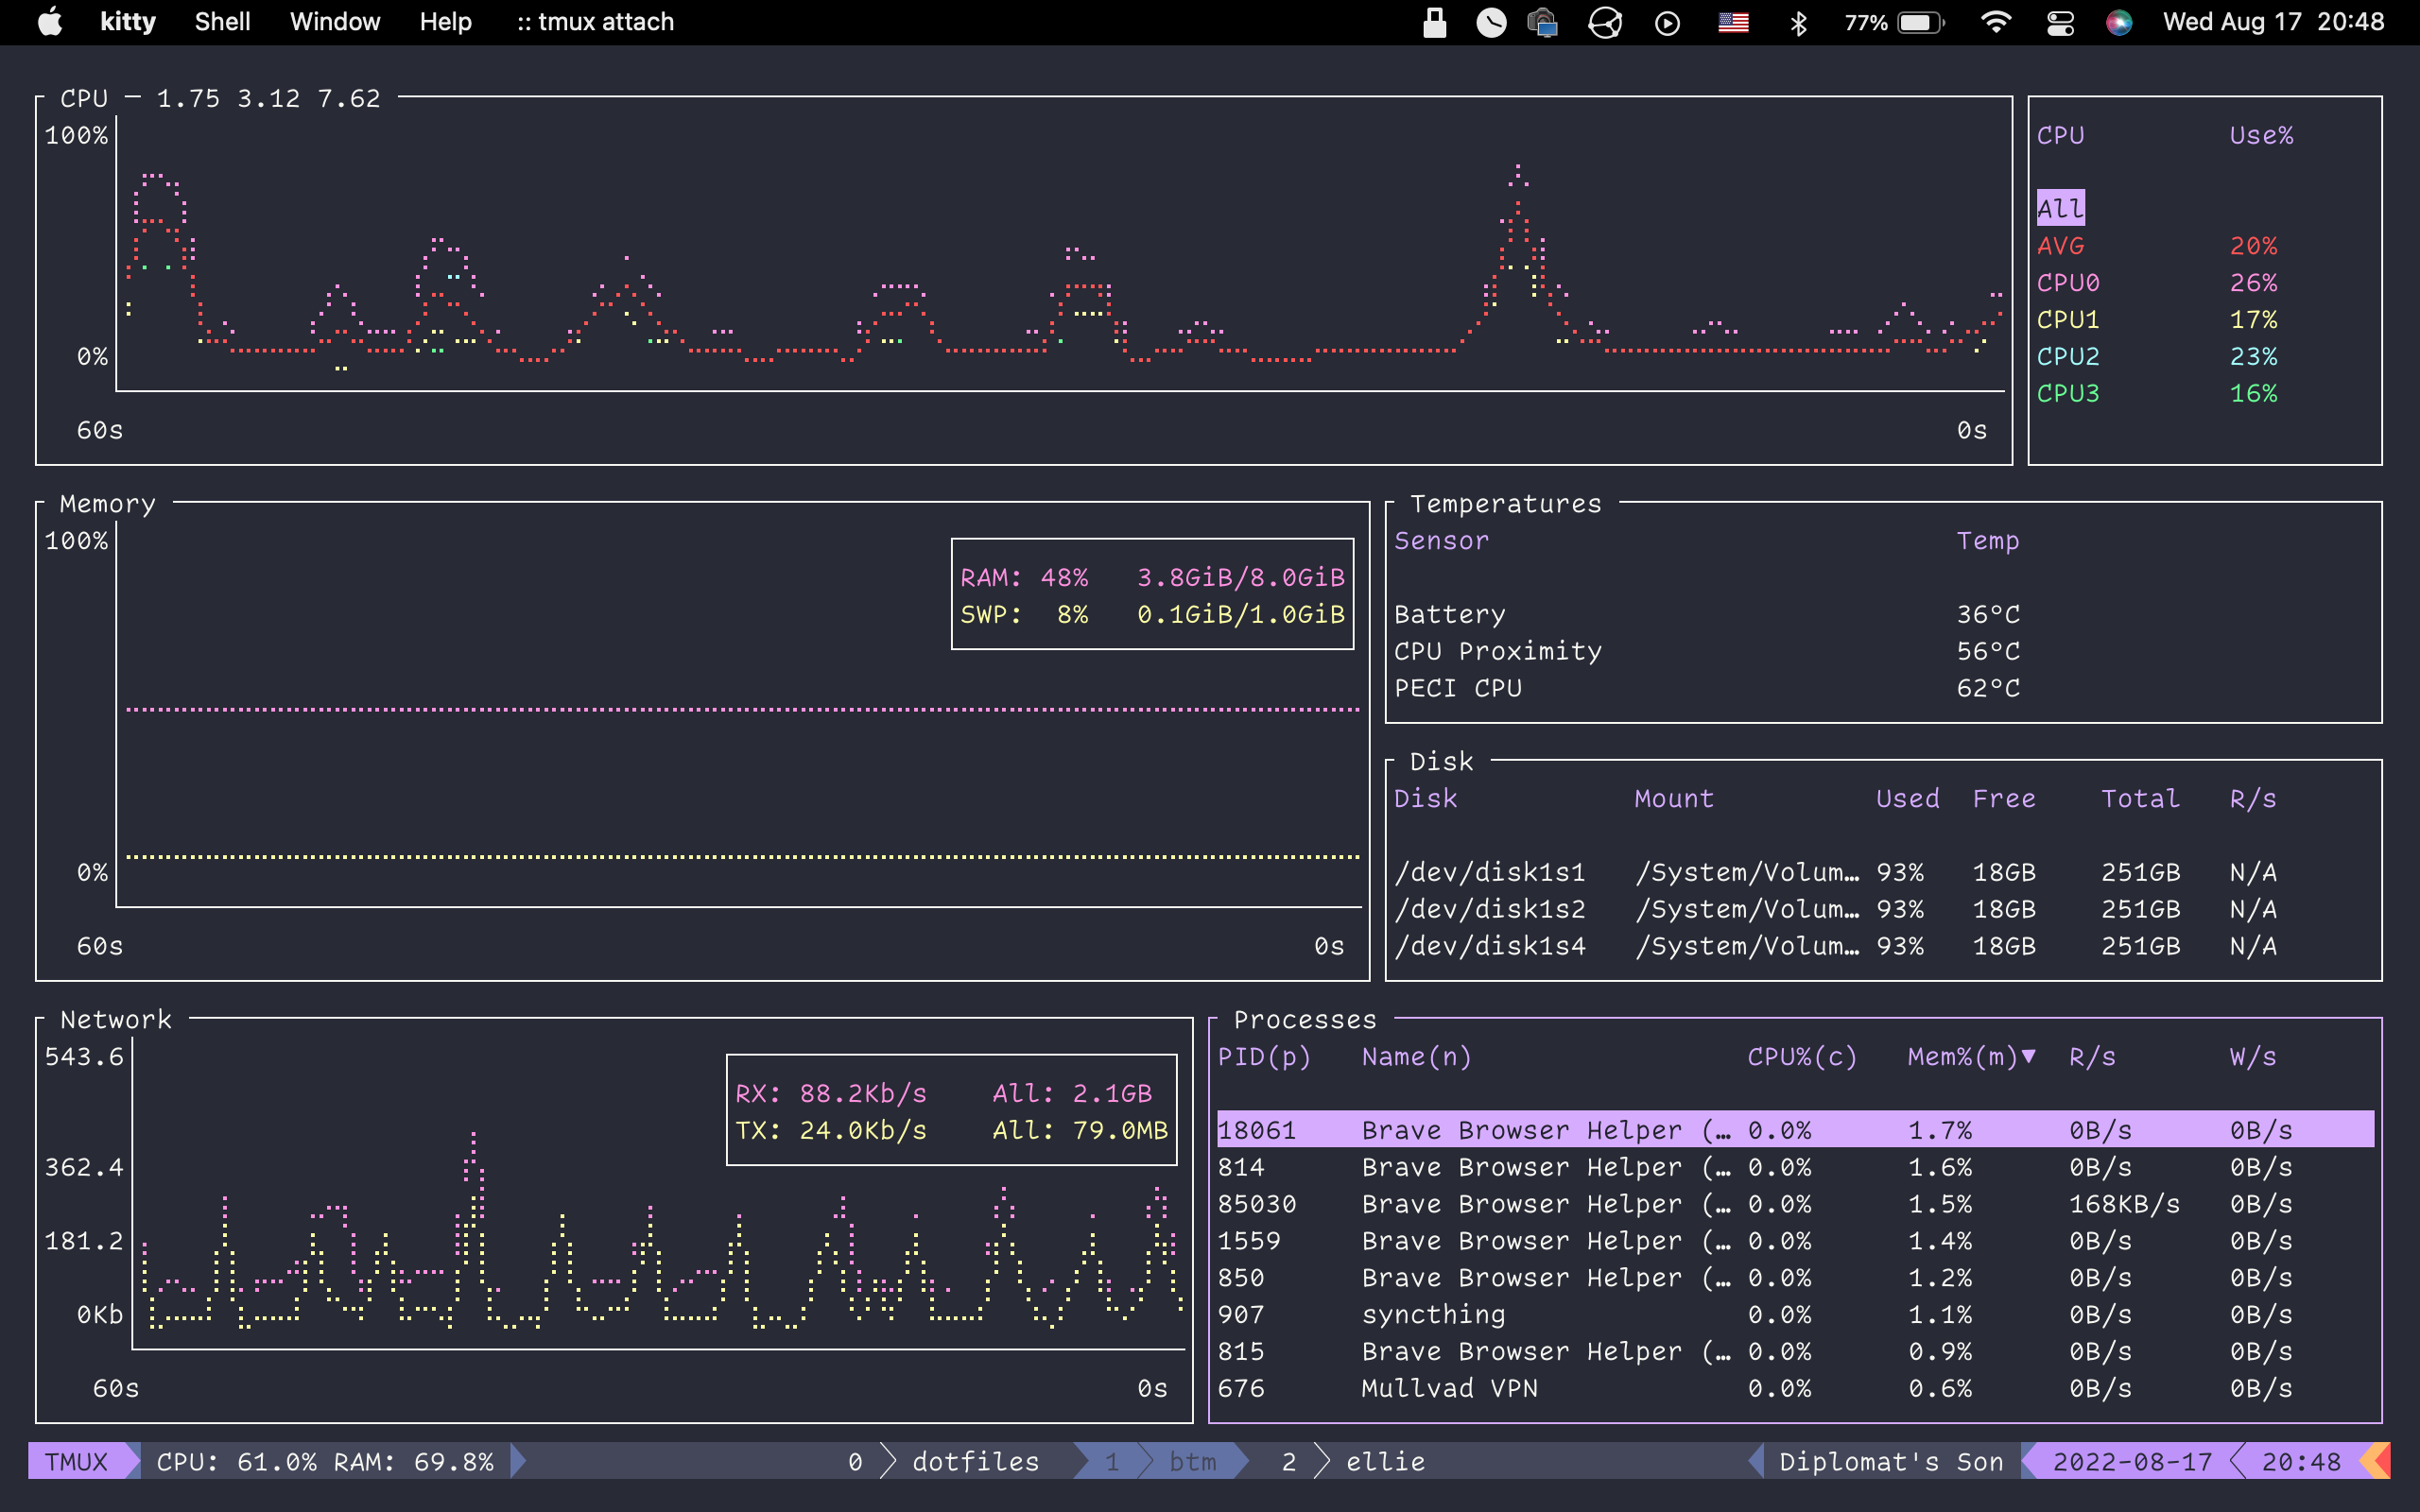 kitty Shell Window Help :: tmux attach 77% Wed Aug 17 20:48
CPU — 1.75 3.12 7.62
100%
0%
60s 0s
CPU Use%
All
AVG 20%
CPU0 26%
CPU1 17%
CPU2 23%
CPU3 16%
Memory
100%
RAM: 48% 3.8GiB/8.0GiB
SWP: 8% 0.1GiB/1.0GiB
0%
60s 0s
Temperatures
Sensor Temp
Battery 36°C
CPU Proximity 56°C
PECI CPU 62°C
Disk
Disk Mount Used Free Total R/s
/dev/disk1s1 /System/Volum… 93% 18GB 251GB N/A
/dev/disk1s2 /System/Volum… 93% 18GB 251GB N/A
/dev/disk1s4 /System/Volum… 93% 18GB 251GB N/A
Network
543.6
RX: 88.2Kb/s All: 2.1GB
TX: 24.0Kb/s All: 79.0MB
362.4
181.2
0Kb
60s 0s
Processes
PID(p) Name(n) CPU%(c) Mem%(m)▼ R/s W/s
18061 Brave Browser Helper (… 0.0% 1.7% 0B/s 0B/s
814 Brave Browser Helper (… 0.0% 1.6% 0B/s 0B/s
85030 Brave Browser Helper (… 0.0% 1.5% 168KB/s 0B/s
1559 Brave Browser Helper (… 0.0% 1.4% 0B/s 0B/s
850 Brave Browser Helper (… 0.0% 1.2% 0B/s 0B/s
907 syncthing 0.0% 1.1% 0B/s 0B/s
815 Brave Browser Helper (… 0.0% 0.9% 0B/s 0B/s
676 Mullvad VPN 0.0% 0.6% 0B/s 0B/s
TMUX CPU: 61.0% RAM: 69.8% 0 dotfiles 1 btm 2 ellie Diplomat's Son 2022-08-17 20:48